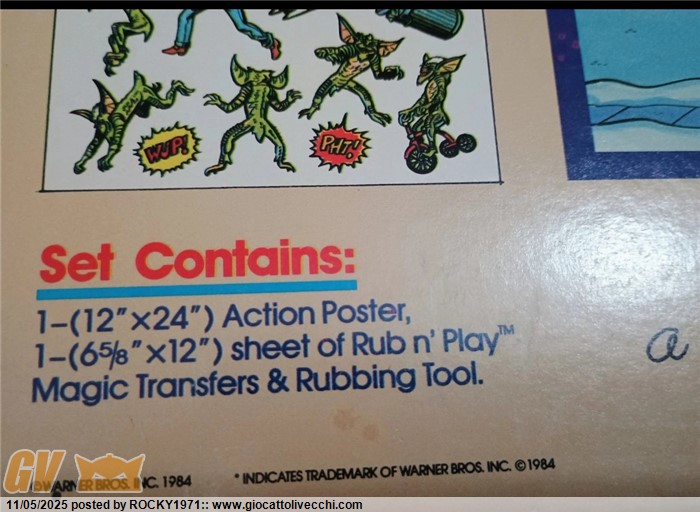 WJP!
PHT!
Set Contains:
1-(12"×24") Action Poster,
1-(6⅝"×12") sheet of Rub n' Play™
Magic Transfers & Rubbing Tool.
a
GV
© WARNER BROS. INC. 1984
* INDICATES TRADEMARK OF WARNER BROS. INC. © 1984
11/05/2025 posted by ROCKY1971:: www.giocattolivecchi.com